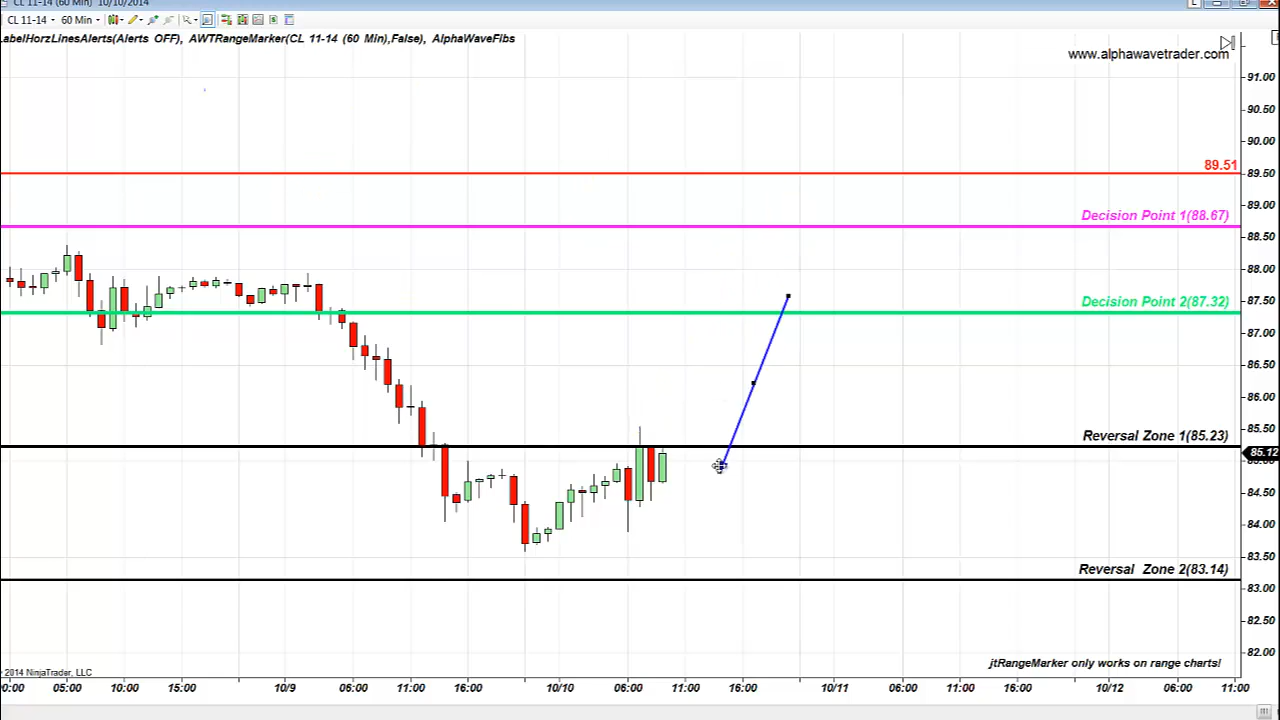 CL 11-14 (60 Min) 10/10/2014
CL 11-14 60 Min
LabelHorzLinesAlerts(Alerts OFF), AWTRangeMarker(CL 11-14 (60 Min),False), AlphaWaveFibs
www.alphawavetrader.com
91.00
90.50
90.00
89.51
89.50
89.00
Decision Point 1(88.67)
88.50
88.00
87.50
Decision Point 2(87.32)
87.00
86.50
86.00
85.50
Reversal Zone 1(85.23)
85.12
84.50
84.00
83.50
Reversal Zone 2(83.14)
83.00
82.50
82.00
jtRangeMarker only works on range charts!
2014 NinjaTrader, LLC
05:00 10:00 15:00 10/9 06:00 11:00 16:00 10/10 06:00 11:00 16:00 10/11 06:00 11:00 16:00 10/12 06:00 11:00